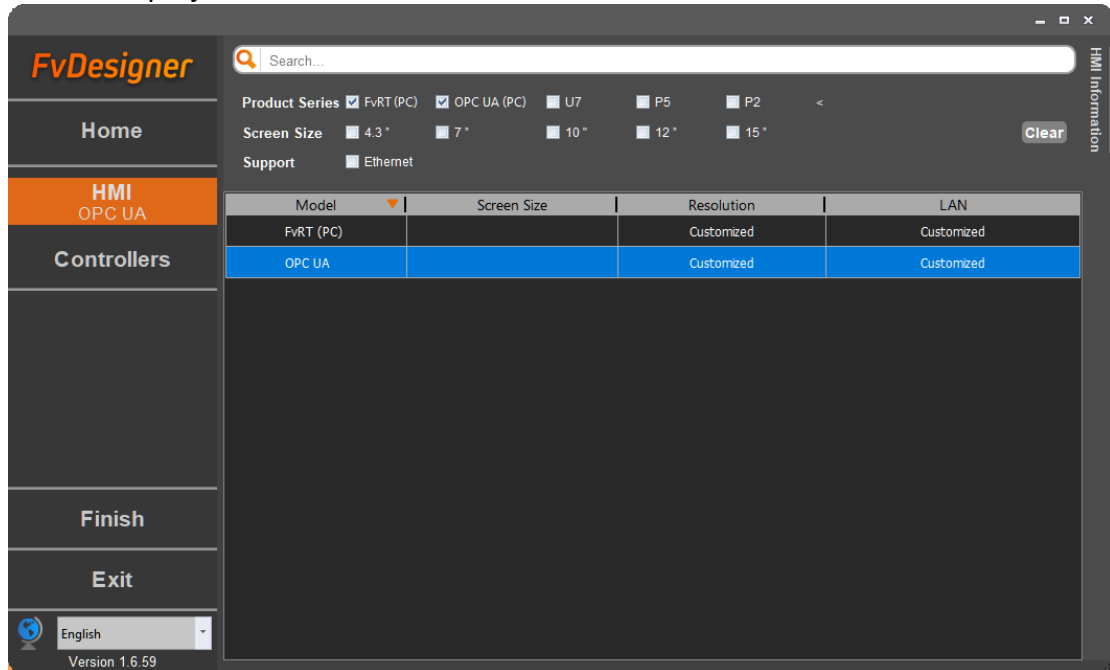 FvDesigner
Home
HMI
OPC UA
Controllers
Finish
Exit
English
Version 1.6.59
Search...
Product Series FvRT (PC) OPC UA (PC) U7 P5 P2 <
Screen Size 4.3" 7" 10" 12" 15"
Clear
Support Ethernet
Model Screen Size Resolution LAN
FvRT (PC) Customized Customized
OPC UA Customized Customized
HMI Information